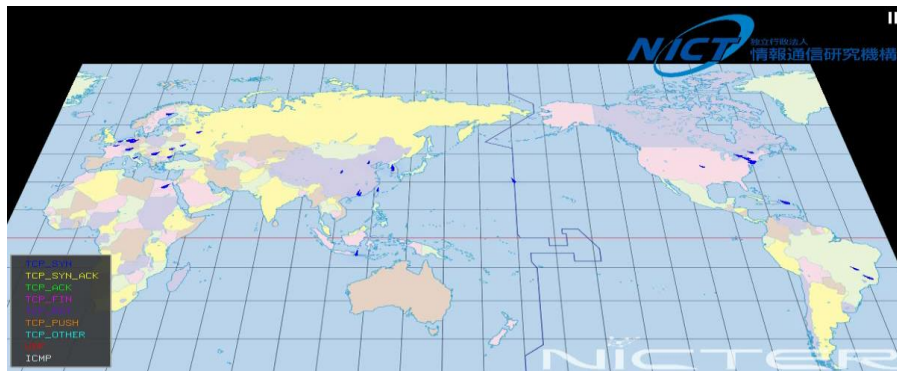 NICT
独立行政法人
情報通信研究機構
TCP_SYN
TCP_SYN_ACK
TCP_ACK
TCP_FIN
TCP_PUSH
TCP_OTHER
ICMP
NICTER